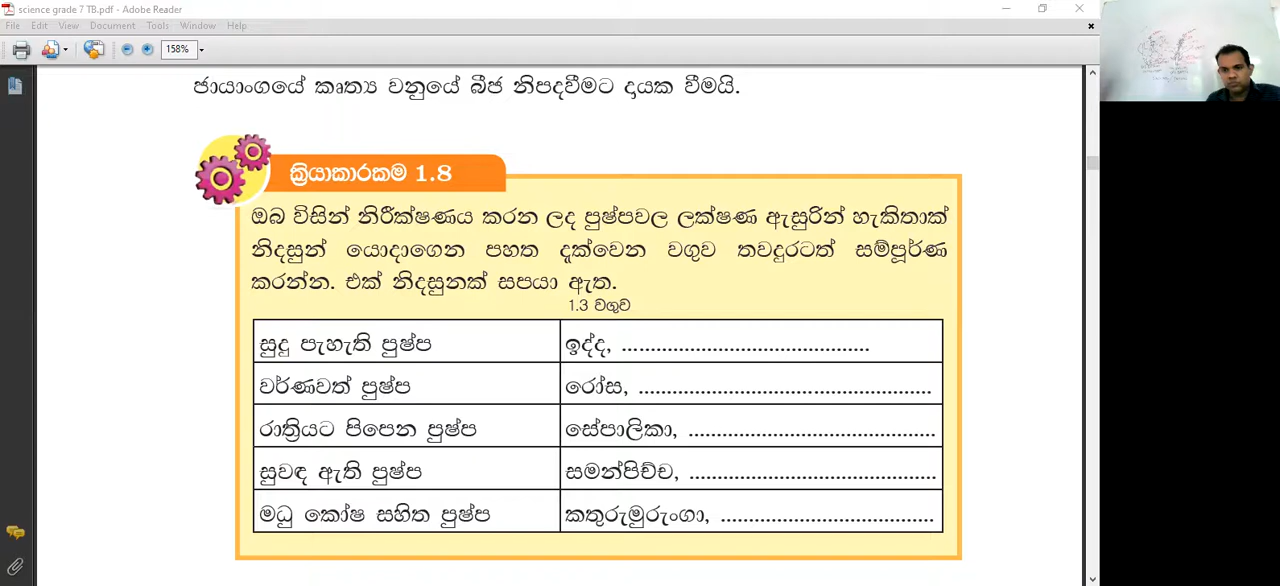 science grade 7 TB.pdf - Adobe Reader
File Edit View Document Tools Window Help
158%
ජායාංගයේ කෘත්‍ය වනුයේ බීජ නිපදවීමට දායක වීමයි.
ක්‍රියාකාරකම 1.8
ඔබ විසින් නිරීක්ෂණය කරන ලද පුෂ්පවල ලක්ෂණ ඇසුරින් හැකිතාක්
නිදසුන් යොදාගෙන පහත දැක්වෙන වගුව තවදුරටත් සම්පූර්ණ
කරන්න. එක් නිදසුනක් සපයා ඇත.
1.3 වගුව
සුදු පැහැති පුෂ්ප ඉද්ද, ............................................
වර්ණවත් පුෂ්ප රෝස, ....................................................
රාත්‍රියට පිපෙන පුෂ්ප සේපාලිකා, ............................................
සුවඳ ඇති පුෂ්ප සමන්පිච්ච, ............................................
මධු කෝෂ සහිත පුෂ්ප කතුරුමුරුංගා, ......................................